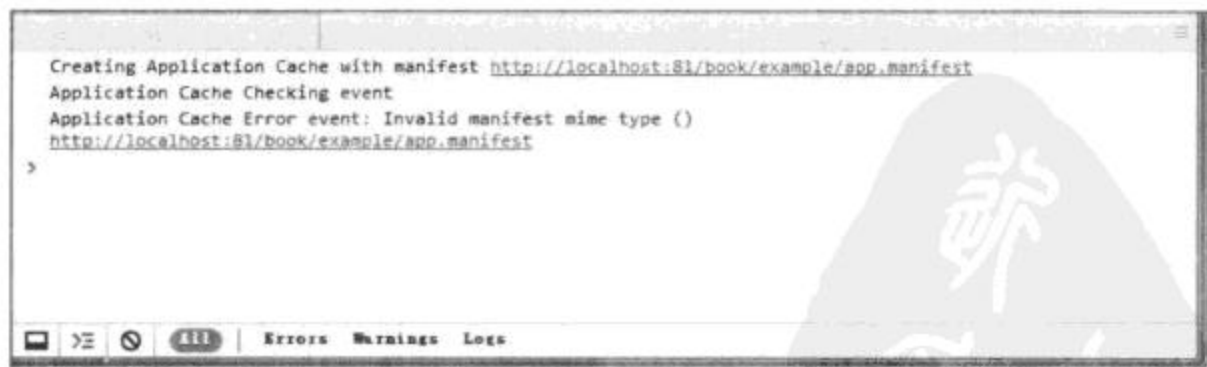 Creating Application Cache with manifest http://localhost:81/book/example/app.manifest
Application Cache Checking event
Application Cache Error event: Invalid manifest mime type ()
http://localhost:81/book/example/app.manifest
>
All Errors Warnings Logs